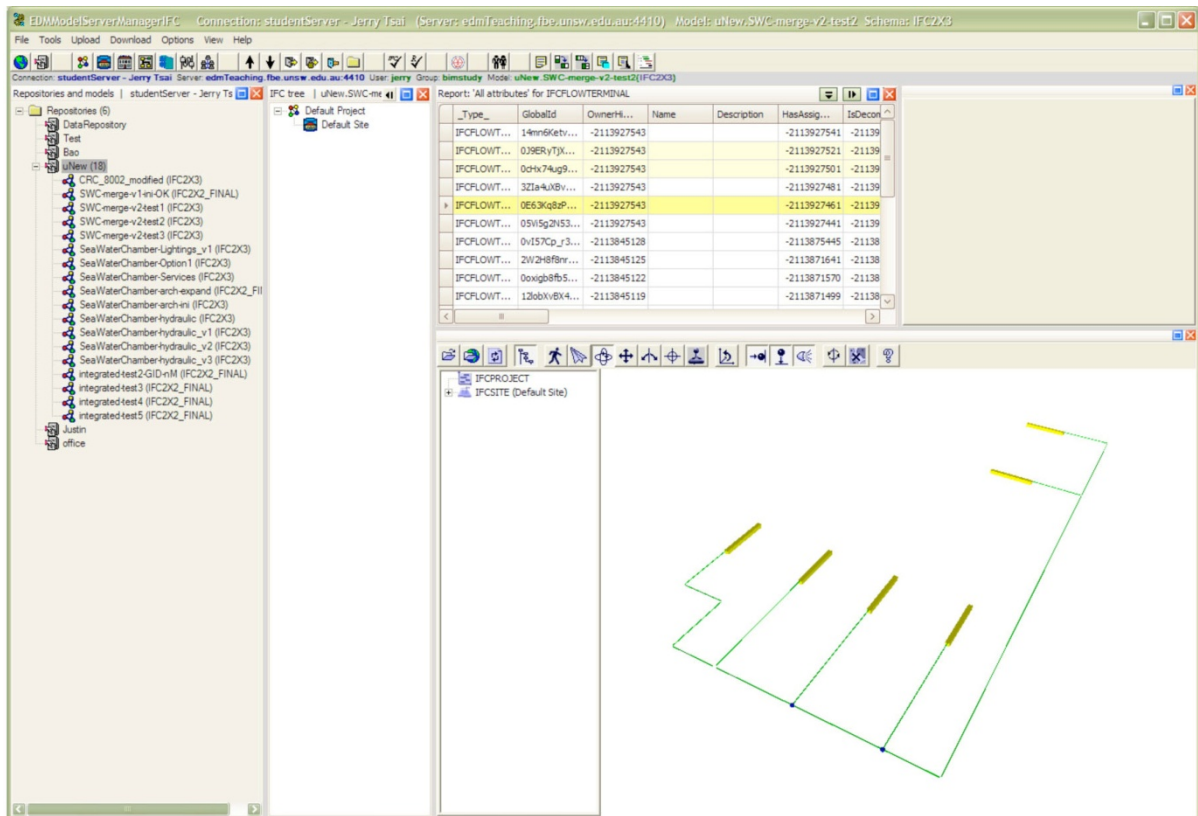 EDMModelServerManagerIFC Connection: studentServer - Jerry Tsai (Server: edmTeaching.fbe.unsw.edu.au:4410) Model: uNew.SWC-merge-v2-test2 Schema: IFC2X3
File Tools Upload Download Options View Help
Connection: studentServer - Jerry Tsai Server: edmTeaching.fbe.unsw.edu.au:4410 User: jerry Group: bimstudy Model: uNew.SWC-merge-v2-test2(IFC2X3)
Repositories and models | studentServer - Jerry Ts
Repositories (6)
DataRepository
Test
Bao
uNew (18)
CRC_8002_modified (IFC2X3)
SWC-merge-v1-ini-OK (IFC2X2_FINAL)
SWC-merge-v2-test1 (IFC2X3)
SWC-merge-v2-test2 (IFC2X3)
SWC-merge-v2-test3 (IFC2X3)
SeaWaterChamber-Lightings_v1 (IFC2X3)
SeaWaterChamber-Option1 (IFC2X3)
SeaWaterChamber-Services (IFC2X3)
SeaWaterChamber-arch-expand (IFC2X2_FII
SeaWaterChamber-arch-ini (IFC2X3)
SeaWaterChamber-hydraulic (IFC2X3)
SeaWaterChamber-hydraulic_v1 (IFC2X3)
SeaWaterChamber-hydraulic_v2 (IFC2X3)
SeaWaterChamber-hydraulic_v3 (IFC2X3)
integrated-test2-GID-nM (IFC2X2_FINAL)
integrated-test3 (IFC2X2_FINAL)
integrated-test4 (IFC2X2_FINAL)
integrated-test5 (IFC2X2_FINAL)
Justin
office
IFC tree | uNew.SWC-me
Default Project
Default Site
Report: 'All attributes' for IFCFLOWTERMINAL
_Type_ GlobalId OwnerHi... Name Description HasAssig... IsDecom
IFCFLOWT... 14mn6Ketv... -2113927543 -2113927541 -21139
IFCFLOWT... 0J9ERyTjX... -2113927543 -2113927521 -21139
IFCFLOWT... 0cHx74ug9... -2113927543 -2113927501 -21139
IFCFLOWT... 3ZIa4uXBv... -2113927543 -2113927481 -21139
IFCFLOWT... 0E63Kq8zP... -2113927543 -2113927461 -21139
IFCFLOWT... 05Vi5g2N53... -2113927543 -2113927441 -21139
IFCFLOWT... 0vI57Cp_r3... -2113845128 -2113875445 -21138
IFCFLOWT... 2W2H8f8nr... -2113845125 -2113871641 -21138
IFCFLOWT... 0oxigb8fb5... -2113845122 -2113871570 -21138
IFCFLOWT... 12lobXvBX4... -2113845119 -2113871499 -21138
IFCPROJECT
IFCSITE (Default Site)